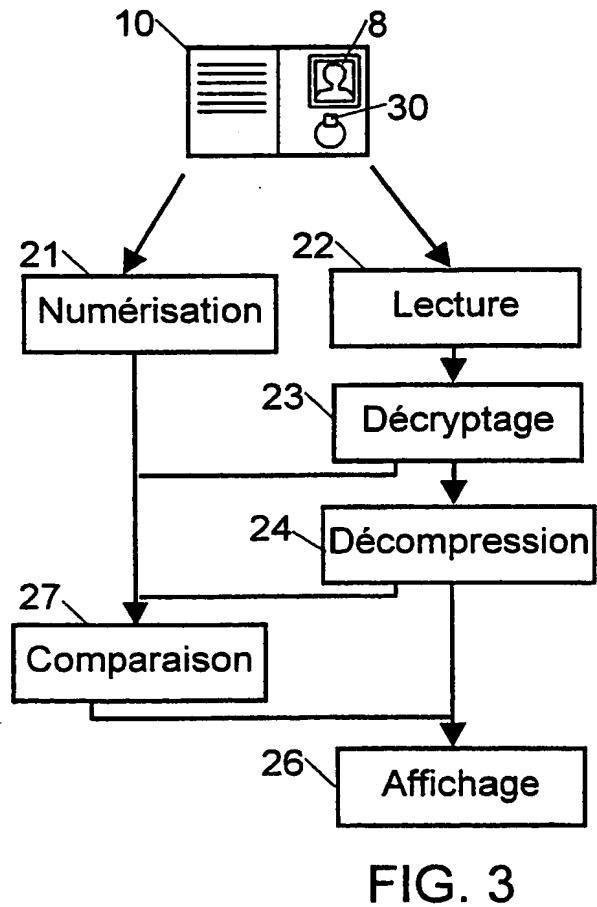 10
8
30
21
Numérisation
22
Lecture
23
Décryptage
24
Décompression
27
Comparaison
26
Affichage
FIG. 3